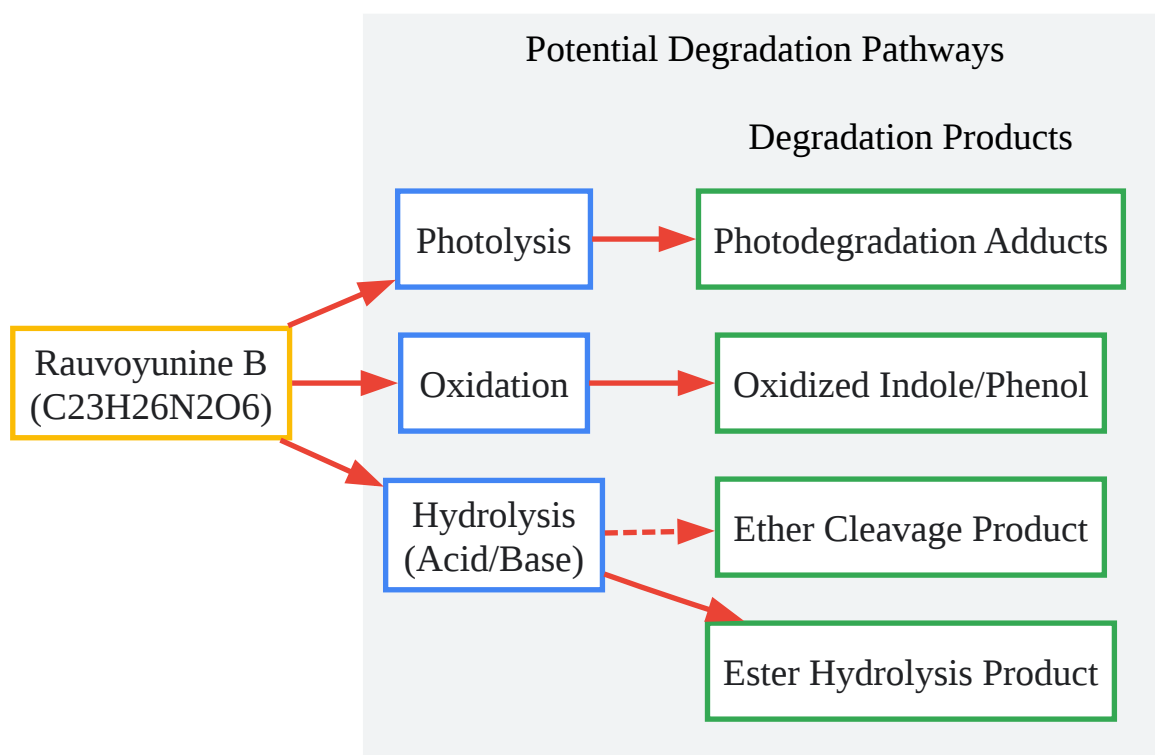 Potential Degradation Pathways
Degradation Products
Photolysis
Photodegradation Adducts
Rauvoyunine B
(C23H26N2O6)
Oxidation
Oxidized Indole/Phenol
Hydrolysis
(Acid/Base)
Ether Cleavage Product
Ester Hydrolysis Product